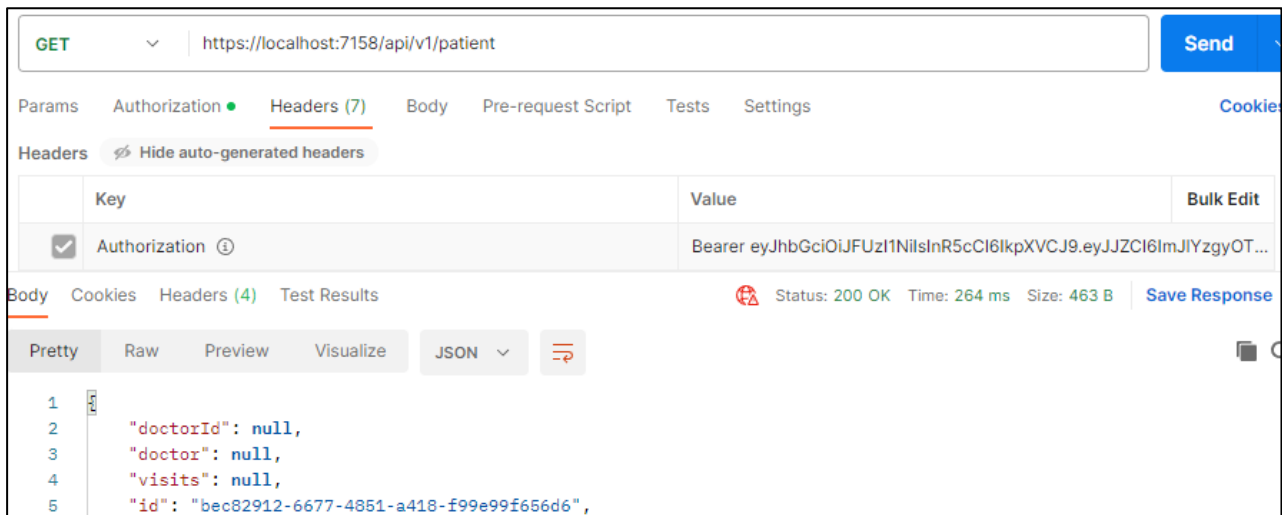 GET https://localhost:7158/api/v1/patient Send
Params Authorization Headers (7) Body Pre-request Script Tests Settings Cookies
Headers Hide auto-generated headers
Key Value Bulk Edit
Authorization Bearer eyJhbGciOiJFUzI1NiIsInR5cCI6IkpXVCJ9.eyJJZCI6ImJlYzgyOT...
Body Cookies Headers (4) Test Results Status: 200 OK Time: 264 ms Size: 463 B Save Response
Pretty Raw Preview Visualize JSON
1 {
2 "doctorId": null,
3 "doctor": null,
4 "visits": null,
5 "id": "bec82912-6677-4851-a418-f99e99f656d6",